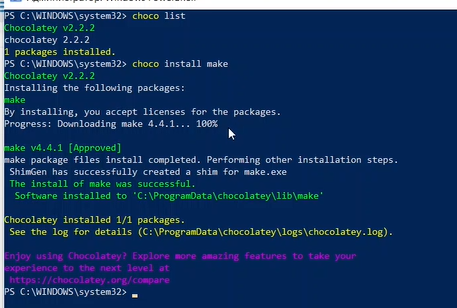 PS C:\WINDOWS\system32> choco list
Chocolatey v2.2.2
chocolatey 2.2.2
1 packages installed.
PS C:\WINDOWS\system32> choco install make
Chocolatey v2.2.2
Installing the following packages:
make
By installing, you accept licenses for the packages.
Progress: Downloading make 4.4.1... 100%
make v4.4.1 [Approved]
make package files install completed. Performing other installation steps.
ShimGen has successfully created a shim for make.exe
The install of make was successful.
Software installed to 'C:\ProgramData\chocolatey\lib\make'
Chocolatey installed 1/1 packages.
See the log for details (C:\ProgramData\chocolatey\logs\chocolatey.log).
Enjoy using Chocolatey? Explore more amazing features to take your
experience to the next level at
https://chocolatey.org/compare
PS C:\WINDOWS\system32>